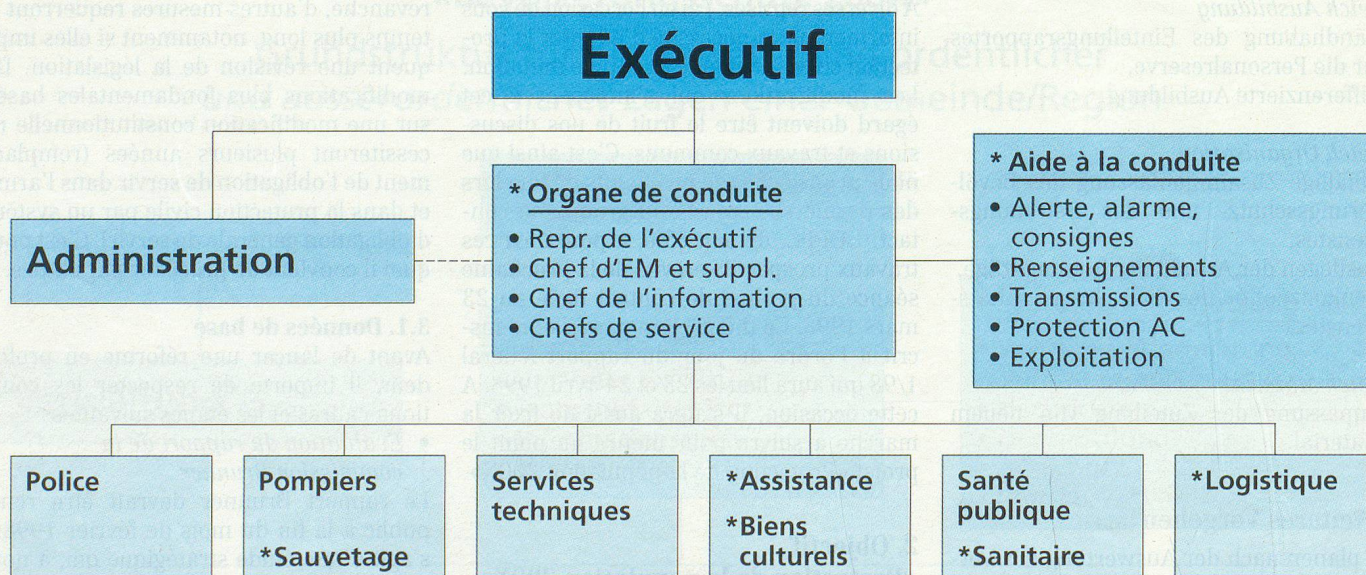 Exécutif
Administration
*Organe de conduite
• Repr. de l'exécutif
• Chef d'EM et suppl.
• Chef de l'information
• Chefs de service
*Aide à la conduite
• Alerte, alarme,
consignes
• Renseignements
• Transmissions
• Protection AC
• Exploitation
Police
Pompiers
*Sauvetage
Services
techniques
*Assistance
*Biens
culturels
Santé
publique
*Sanitaire
*Logistique